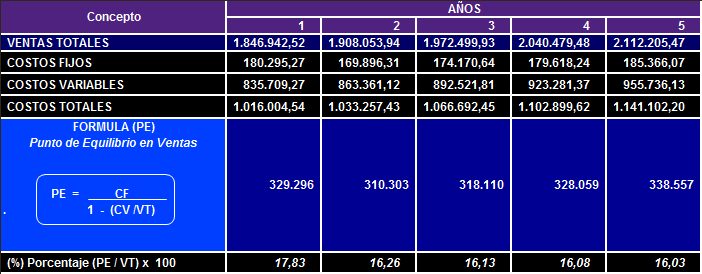 Concepto
AÑOS
1 2 3 4 5
VENTAS TOTALES 1.846.942,52 1.908.053,94 1.972.499,93 2.040.479,48 2.112.205,47
COSTOS FIJOS 180.295,27 169.896,31 174.170,64 179.618,24 185.366,07
COSTOS VARIABLES 835.709,27 863.361,12 892.521,81 923.281,37 955.736,13
COSTOS TOTALES 1.016.004,54 1.033.257,43 1.066.692,45 1.102.899,62 1.141.102,20
FORMULA (PE)
Punto de Equilibrio en Ventas
329.296 310.303 318.110 328.059 338.557
PE = CF
1 - (CV /VT)
.
(%) Porcentaje (PE / VT) x 100 17,83 16,26 16,13 16,08 16,03